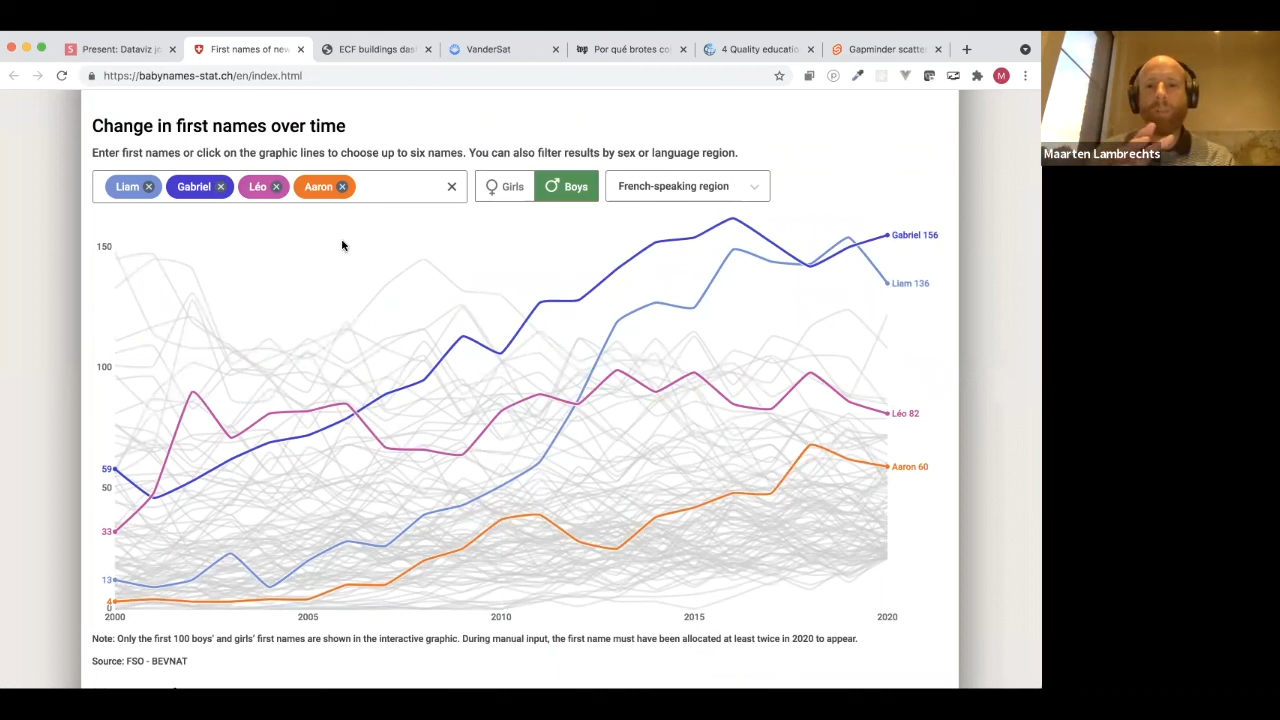 Present: Dataviz jo
First names of new
ECF buildings das
VanderSat
Por qué brotes co
4 Quality educatio
Gapminder scatte
https://babynames-stat.ch/en/index.html
M
Maarten Lambrechts
Change in first names over time
Enter first names or click on the graphic lines to choose up to six names. You can also filter results by sex or language region.
Liam
Gabriel
Léo
Aaron
Girls
Boys
French-speaking region
150
100
59
50
33
13
4
0
Gabriel 156
Liam 136
Léo 82
Aaron 60
2000 2005 2010 2015 2020
Note: Only the first 100 boys' and girls' first names are shown in the interactive graphic. During manual input, the first name must have been allocated at least twice in 2020 to appear.
Source: FSO - BEVNAT